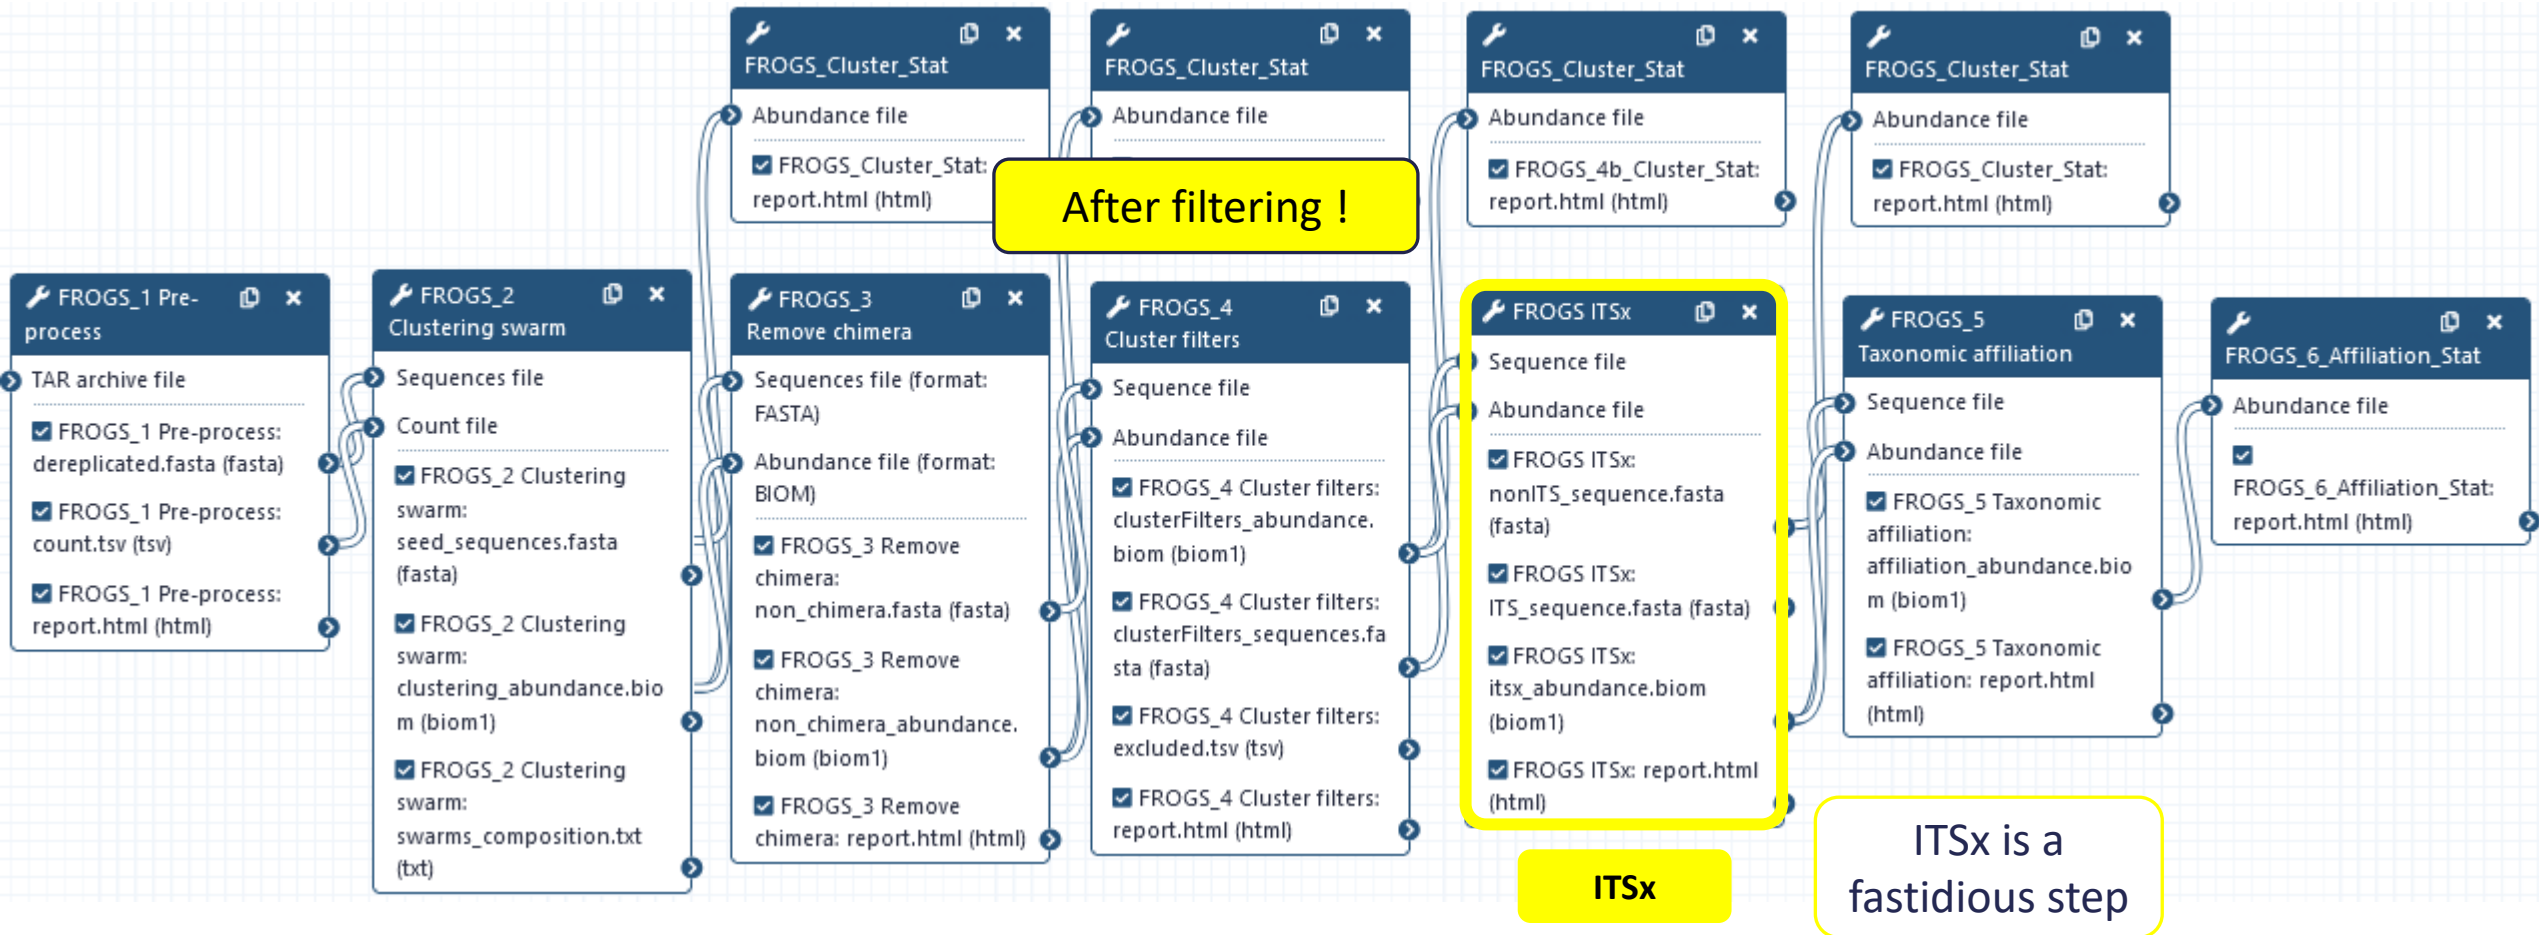 FROGS_Cluster_Stat
Abundance file
FROGS_Cluster_Stat:
report.html (html)
FROGS_Cluster_Stat
Abundance file
After filtering !
FROGS_Cluster_Stat
Abundance file
FROGS_4b_Cluster_Stat:
report.html (html)
FROGS_Cluster_Stat
Abundance file
FROGS_Cluster_Stat:
report.html (html)
FROGS_1 Pre-
process
TAR archive file
FROGS_1 Pre-process:
dereplicated.fasta (fasta)
FROGS_1 Pre-process:
count.tsv (tsv)
FROGS_1 Pre-process:
report.html (html)
FROGS_2
Clustering swarm
Sequences file
Count file
FROGS_2 Clustering
swarm:
seed_sequences.fasta
(fasta)
FROGS_2 Clustering
swarm:
clustering_abundance.bio
m (biom1)
FROGS_2 Clustering
swarm:
swarms_composition.txt
(txt)
FROGS_3
Remove chimera
Sequences file (format:
FASTA)
Abundance file (format:
BIOM)
FROGS_3 Remove
chimera:
non_chimera.fasta (fasta)
FROGS_3 Remove
chimera:
non_chimera_abundance.
biom (biom1)
FROGS_3 Remove
chimera: report.html (html)
FROGS_4
Cluster filters
Sequence file
Abundance file
FROGS_4 Cluster filters:
clusterFilters_abundance.
biom (biom1)
FROGS_4 Cluster filters:
clusterFilters_sequences.fa
sta (fasta)
FROGS_4 Cluster filters:
excluded.tsv (tsv)
FROGS_4 Cluster filters:
report.html (html)
FROGS ITSx
Sequence file
Abundance file
FROGS ITSx:
nonITS_sequence.fasta
(fasta)
FROGS ITSx:
ITS_sequence.fasta (fasta)
FROGS ITSx:
itsx_abundance.biom
(biom1)
FROGS ITSx: report.html
(html)
ITSx
FROGS_5
Taxonomic affiliation
Sequence file
Abundance file
FROGS_5 Taxonomic
affiliation:
affiliation_abundance.bio
m (biom1)
FROGS_5 Taxonomic
affiliation: report.html
(html)
ITSx is a
fastidious step
FROGS_6_Affiliation_Stat
Abundance file
FROGS_6_Affiliation_Stat:
report.html (html)